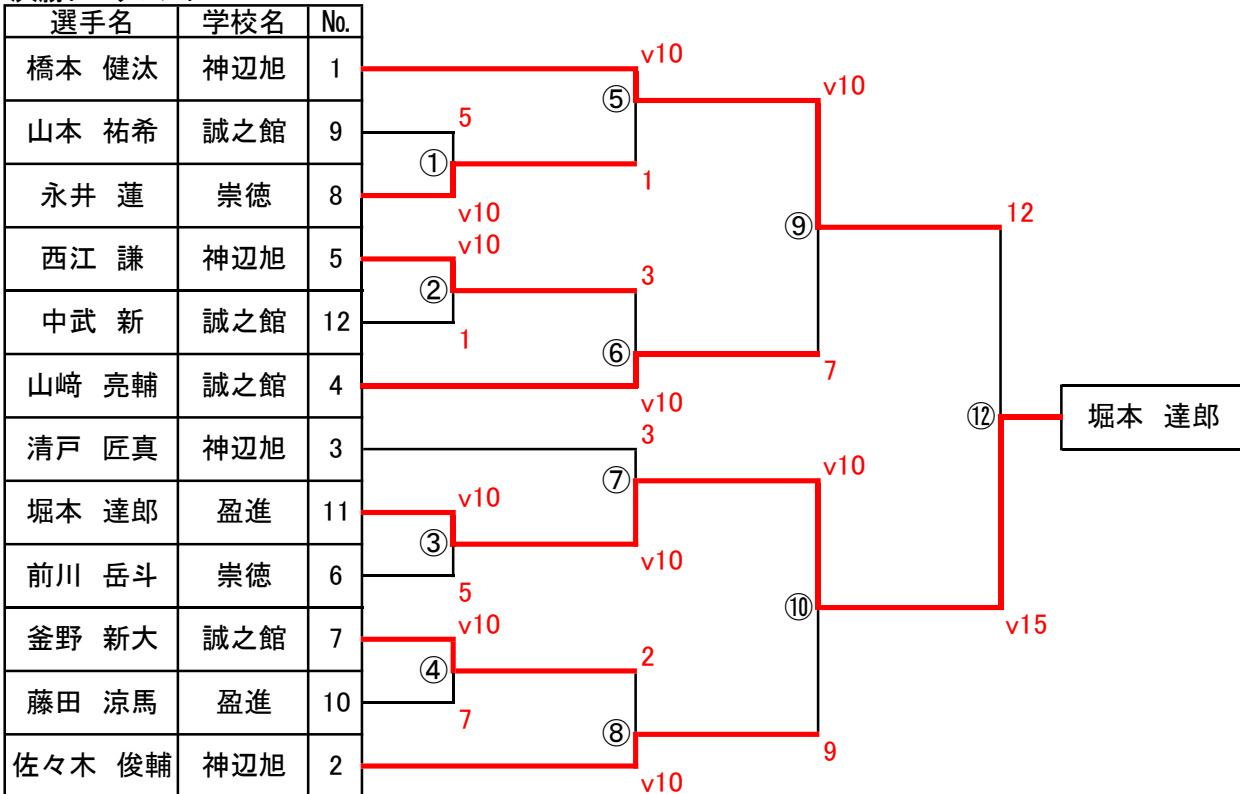 選手名 学校名 No.
橋本 健汰 神辺旭 1
山本 祐希 誠之館 9
永井 蓮 崇徳 8
西江 謙 神辺旭 5
中武 新 誠之館 12
山﨑 亮輔 誠之館 4
清戸 匠真 神辺旭 3
堀本 達郎 盈進 11
前川 岳斗 崇徳 6
釜野 新大 誠之館 7
藤田 涼馬 盈進 10
佐々木 俊輔 神辺旭 2
5
①
v10
v10
②
1
v10
③
5
v10
④
7
v10
⑤
1
3
⑥
v10
3
⑦
v10
2
⑧
v10
v10
⑨
7
v10
⑩
9
12
⑫
v15
堀本 達郎